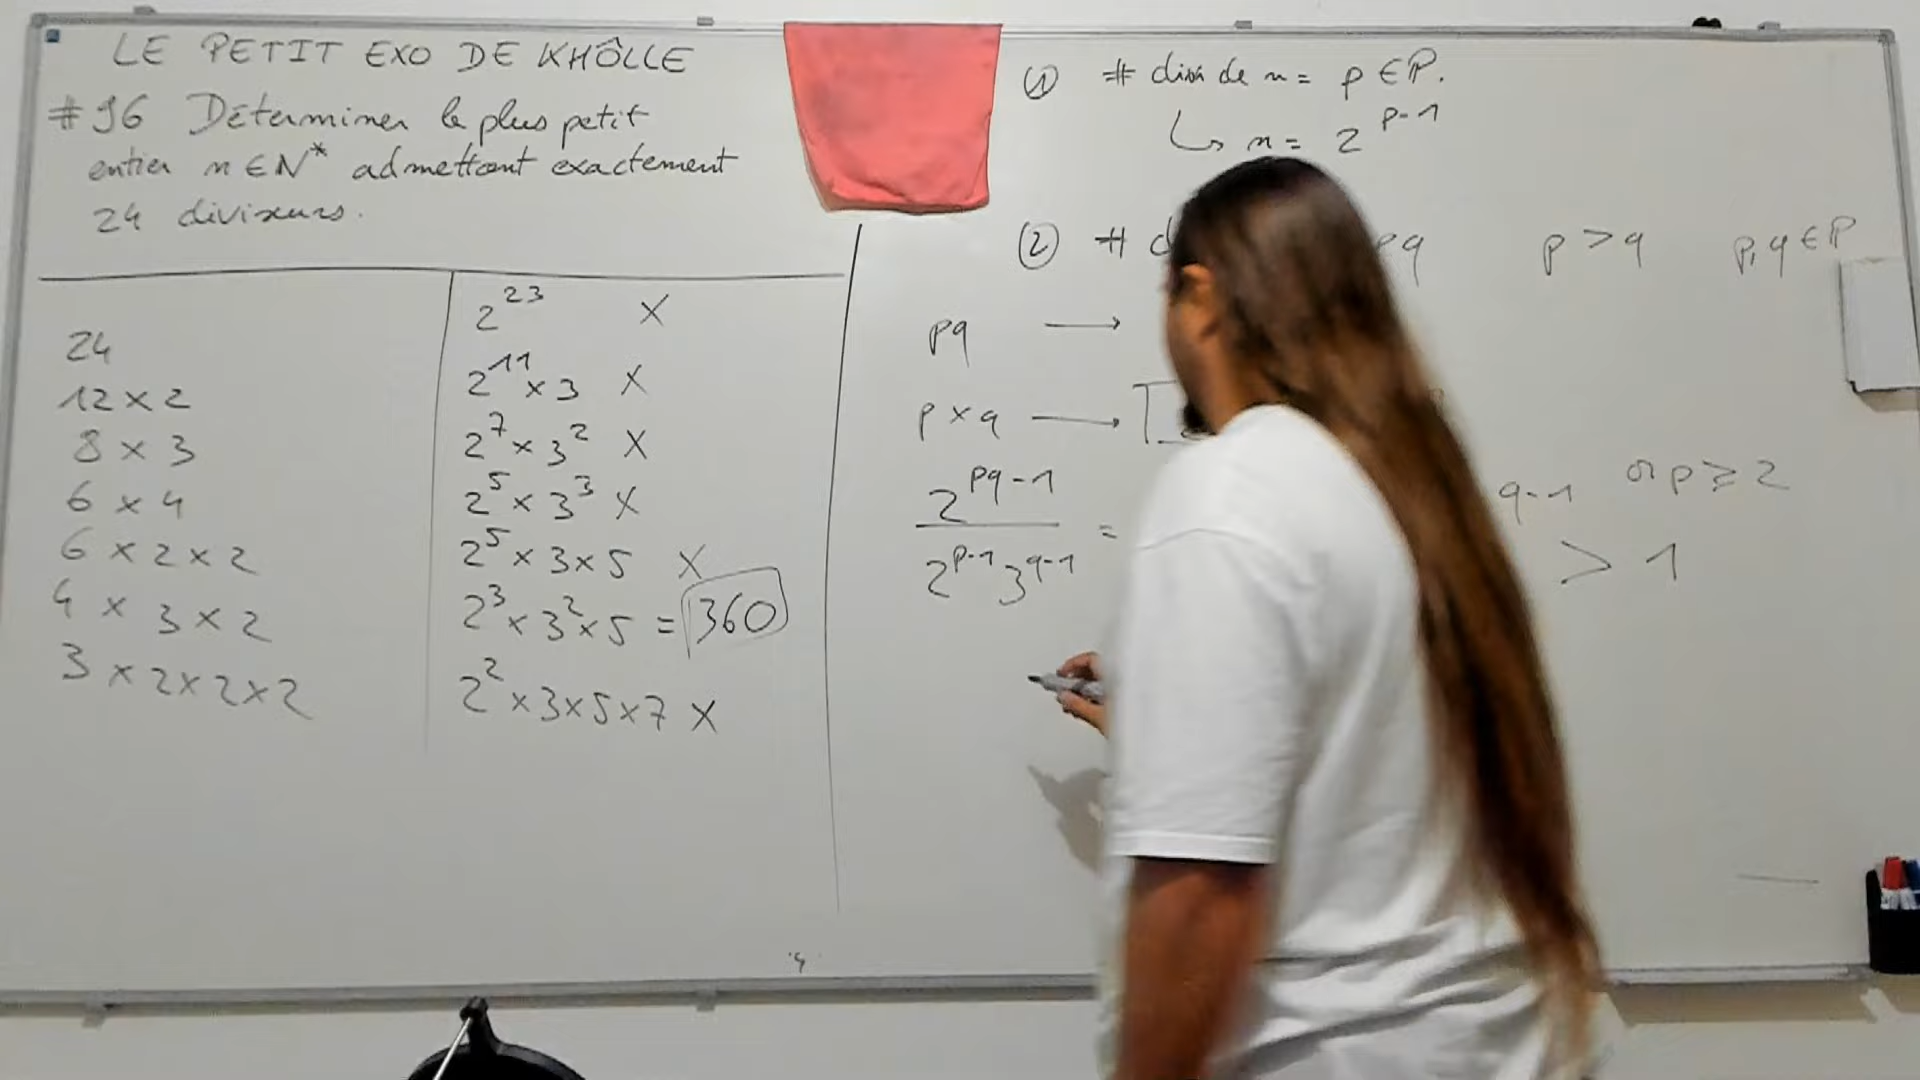 LE PETIT EXO DE KHÔLLE
#96 Déterminer le plus petit
entier n ∈ N* admettant exactement
24 diviseurs.
24
12 × 2
8 × 3
6 × 4
6 × 2 × 2
4 × 3 × 2
3 × 2 × 2 × 2
2^23 X
2^11 × 3 X
2^7 × 3^2 X
2^5 × 3^3 X
2^5 × 3 × 5 X
2^3 × 3^2 × 5 = 360
2^2 × 3 × 5 × 7 X
① # divi de n = p ∈ P.
↳ n = 2^p-1
② # d pq p > q p, q ∈ P
pq →
p × q →
2^pq-1
= q-1 or p ⩾ 2
2^p-1 3^q-1 > 1